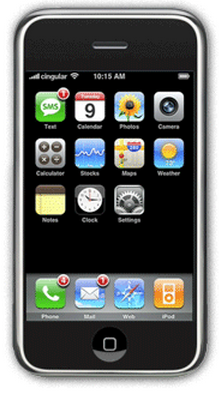 cingular 10:15 AM
SMS 1 Tuesday 9
Text Calendar Photos Camera
Calculator Stocks Maps Weather
Notes Clock Settings
4 1
Phone Mail Web iPod